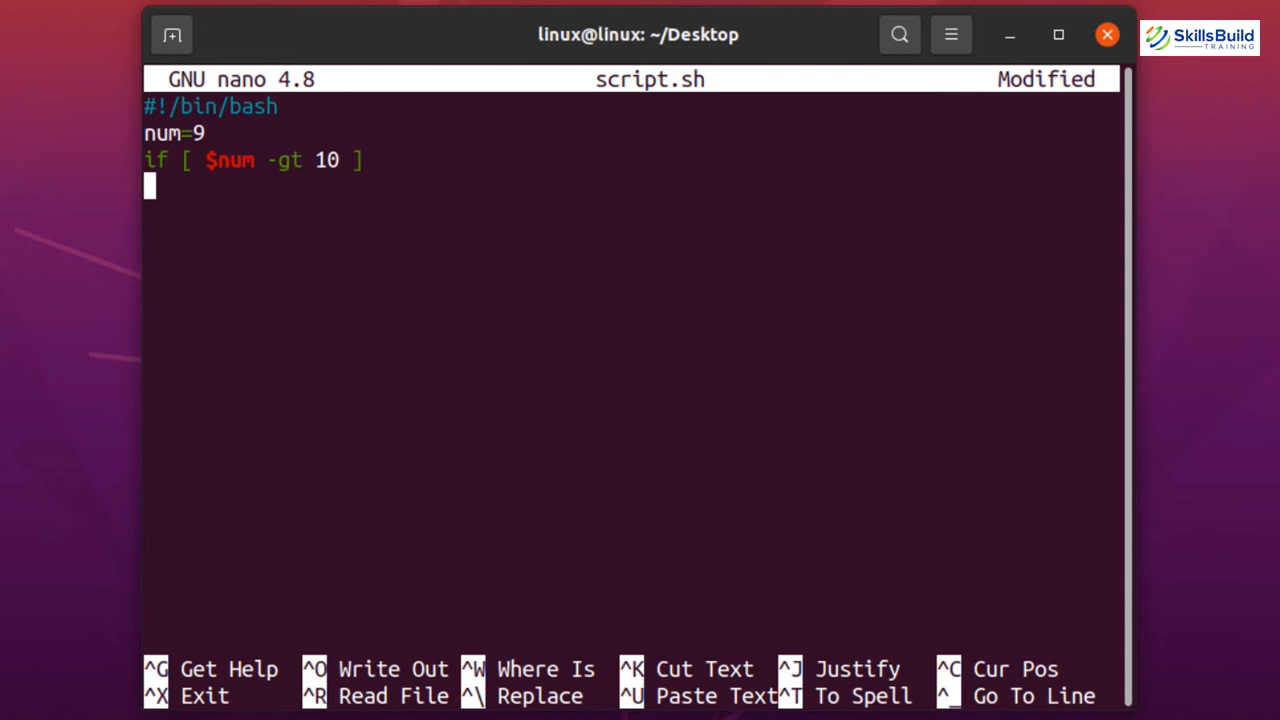 linux@linux: ~/Desktop
SkillsBuild
TRAINING
GNU nano 4.8 script.sh Modified
#!/bin/bash
num=9
if [ $num -gt 10 ]
^G Get Help ^O Write Out ^W Where Is ^K Cut Text ^J Justify ^C Cur Pos
^X Exit ^R Read File ^\ Replace ^U Paste Text ^T To Spell ^_ Go To Line